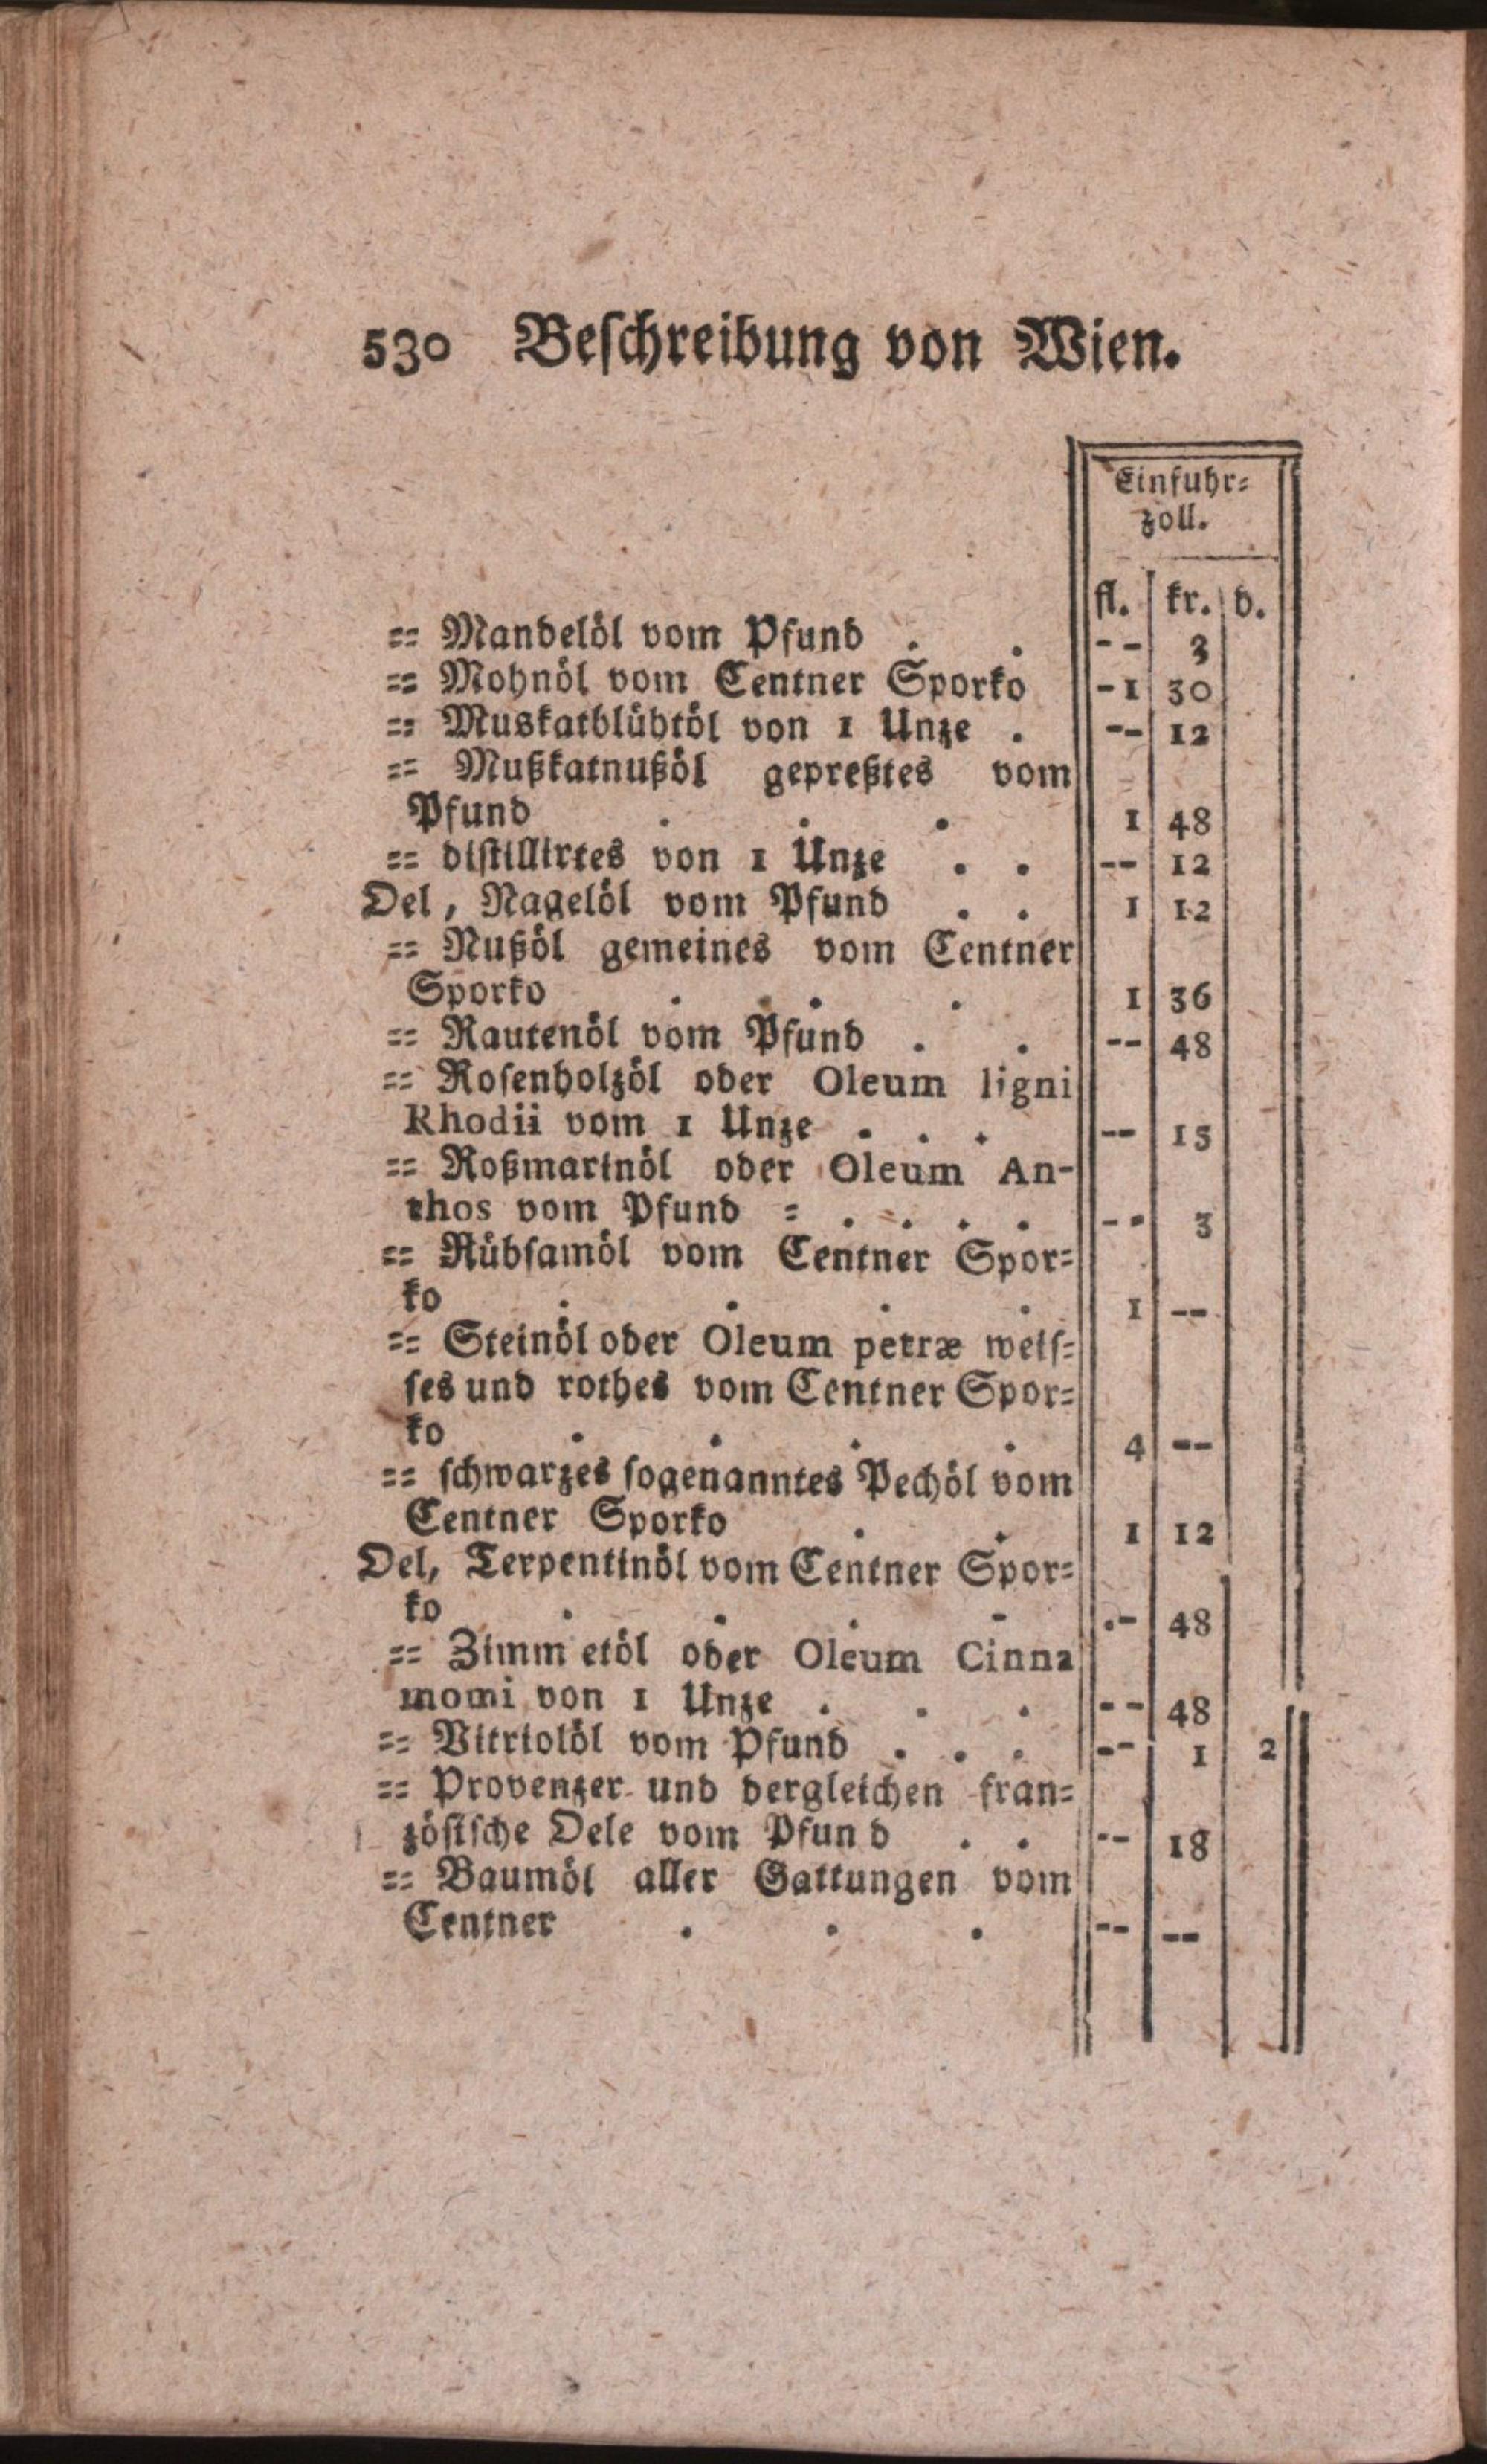 530 Beſchreibung von Wien.
Einfuhr⸗
zoll.
fl. | kr. | d.
⸗⸗ Mandelöl vom Pfund . . -- 3
⸗⸗ Mohnöl vom Centner Sporko -1 30
⸗⸗ Muskatblühtöl von 1 Unze . -- 12
⸗⸗ Mußkatnußöl gepreßtes vom
Pfund . . . 1 48
⸗⸗ diſtillirtes von 1 Unze . . -- 12
Oel, Nagelöl vom Pfund . . 1 12
⸗⸗ Nußöl gemeines vom Centner
Sporko . . . . 1 36
⸗⸗ Rautenöl vom Pfund . . -- 48
⸗⸗ Roſenholzöl oder Oleum ligni
Rhodii vom 1 Unze . . . -- 15
⸗⸗ Roßmarinöl oder Oleum An-
thos vom Pfund ⸗ . . . . -- 3
⸗⸗ Rübſamöl vom Centner Spor⸗
ko . . . . 1 --
⸗⸗ Steinöl oder Oleum petræ weiſ⸗
ſes und rothes vom Centner Spor⸗
ko . . . . 4 --
⸗⸗ ſchwarzes ſogenanntes Pechöl vom
Centner Sporko . . 1 12
Oel, Terpentinöl vom Centner Spor⸗
ko . . . - .- 48
⸗⸗ Zimm etöl oder Oleum Cinna
momi von 1 Unze . . . -- 48
⸗⸗ Vitriolöl vom Pfund . . . -- 1 2
⸗⸗ Provenzer und dergleichen fran⸗
zöſiſche Oele vom Pfun d . . -- 18
⸗⸗ Baumöl aller Gattungen vom
Centner . . . -- --